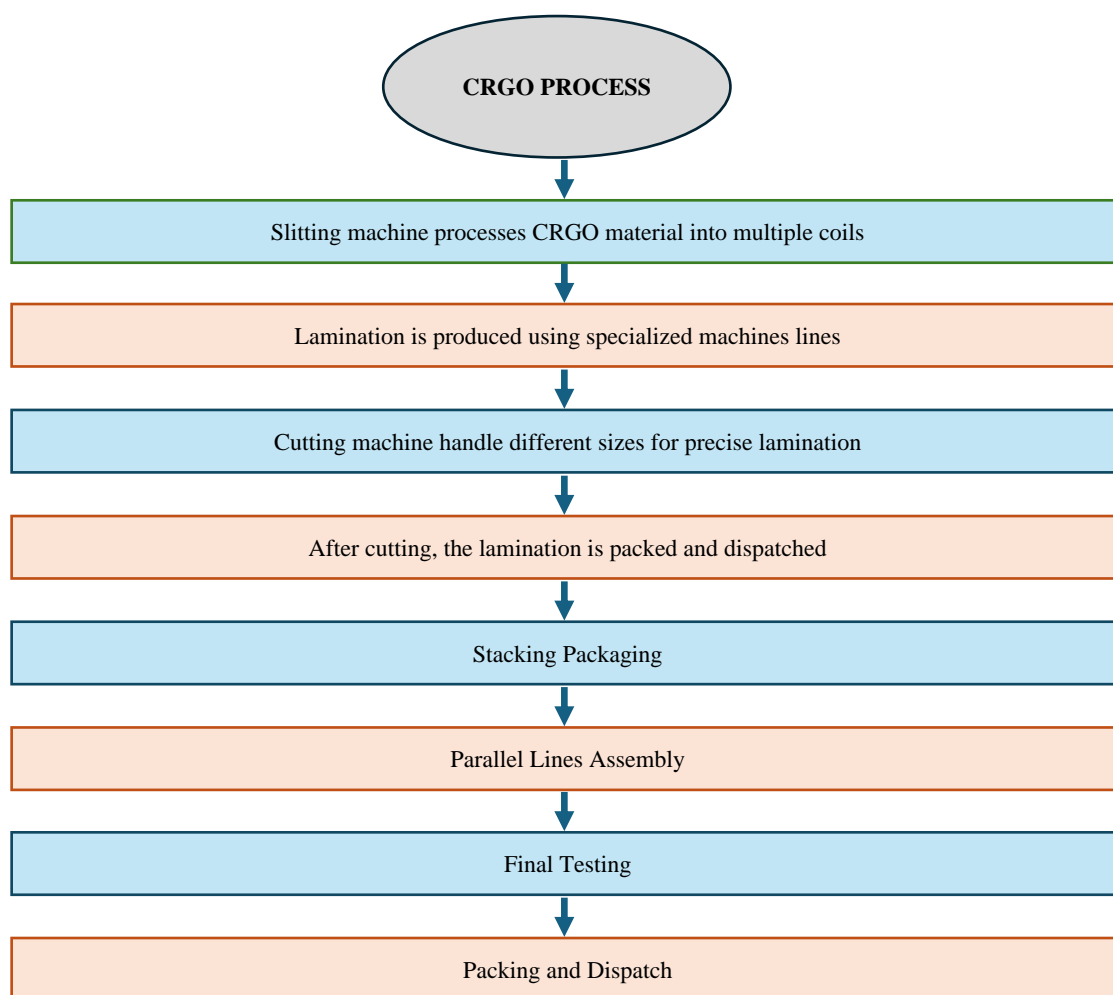 CRGO PROCESS
Slitting machine processes CRGO material into multiple coils
Lamination is produced using specialized machines lines
Cutting machine handle different sizes for precise lamination
After cutting, the lamination is packed and dispatched
Stacking Packaging
Parallel Lines Assembly
Final Testing
Packing and Dispatch